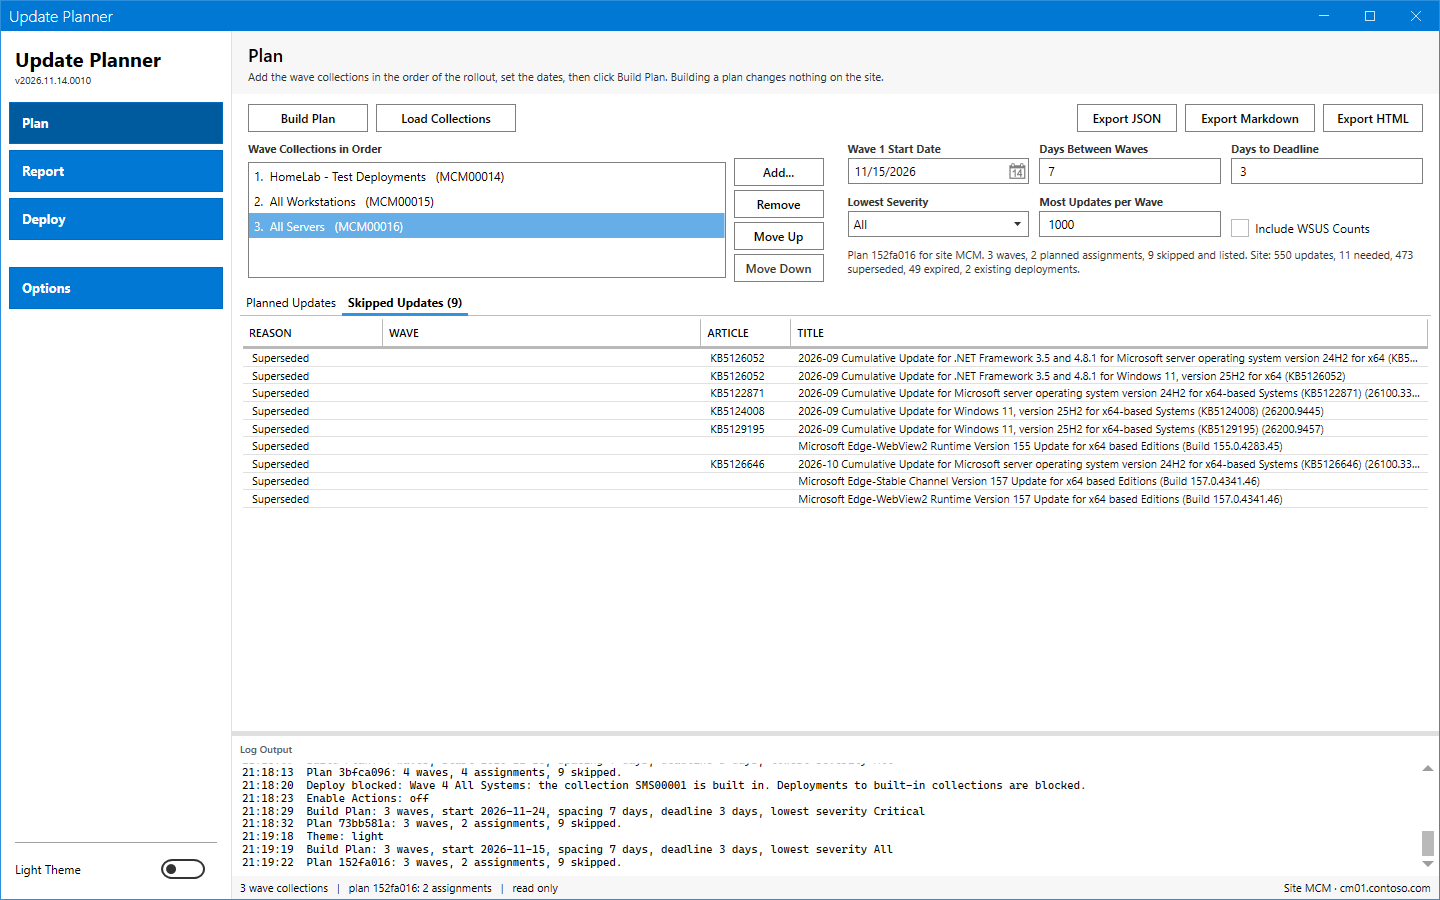 Update Planner
Update Planner
v2026.11.14.0010
Plan
Report
Deploy
Options
Light Theme
Plan
Add the wave collections in the order of the rollout, set the dates, then click Build Plan. Building a plan changes nothing on the site.
Build Plan
Load Collections
Export JSON
Export Markdown
Export HTML
Wave Collections in Order
1. HomeLab - Test Deployments (MCM00014)
2. All Workstations (MCM00015)
3. All Servers (MCM00016)
Add...
Remove
Move Up
Move Down
Wave 1 Start Date
Days Between Waves
Days to Deadline
11/15/2026
14
7
3
Lowest Severity
Most Updates per Wave
All
1000
Include WSUS Counts
Plan 152fa016 for site MCM. 3 waves, 2 planned assignments, 9 skipped and listed. Site: 550 updates, 11 needed, 473
superseded, 49 expired, 2 existing deployments.
Planned Updates
Skipped Updates (9)
REASON WAVE ARTICLE TITLE
Superseded KB5126052 2026-09 Cumulative Update for .NET Framework 3.5 and 4.8.1 for Microsoft server operating system version 24H2 for x64 (KB5...
Superseded KB5126052 2026-09 Cumulative Update for .NET Framework 3.5 and 4.8.1 for Windows 11, version 25H2 for x64 (KB5126052)
Superseded KB5122871 2026-09 Cumulative Update for Microsoft server operating system version 24H2 for x64-based Systems (KB5122871) (26100.33...
Superseded KB5124008 2026-09 Cumulative Update for Windows 11, version 25H2 for x64-based Systems (KB5124008) (26200.9445)
Superseded KB5129195 2026-09 Cumulative Update for Windows 11, version 25H2 for x64-based Systems (KB5129195) (26200.9457)
Superseded Microsoft Edge-WebView2 Runtime Version 155 Update for x64 based Editions (Build 155.0.4283.45)
Superseded KB5126646 2026-10 Cumulative Update for Microsoft server operating system version 24H2 for x64-based Systems (KB5126646) (26100.33...
Superseded Microsoft Edge-Stable Channel Version 157 Update for x64 based Editions (Build 157.0.4341.46)
Superseded Microsoft Edge-WebView2 Runtime Version 157 Update for x64 based Editions (Build 157.0.4341.46)
Log Output
21:18:13 Plan 3bfca096: 4 waves, 4 assignments, 9 skipped.
21:18:20 Deploy blocked: Wave 4 All Systems: the collection SMS00001 is built in. Deployments to built-in collections are blocked.
21:18:23 Enable Actions: off
21:18:29 Build Plan: 3 waves, start 2026-11-24, spacing 7 days, deadline 3 days, lowest severity Critical
21:18:32 Plan 73bb581a: 3 waves, 2 assignments, 9 skipped.
21:19:18 Theme: light
21:19:19 Build Plan: 3 waves, start 2026-11-15, spacing 7 days, deadline 3 days, lowest severity All
21:19:22 Plan 152fa016: 3 waves, 2 assignments, 9 skipped.
3 wave collections | plan 152fa016: 2 assignments | read only
Site MCM · cm01.contoso.com